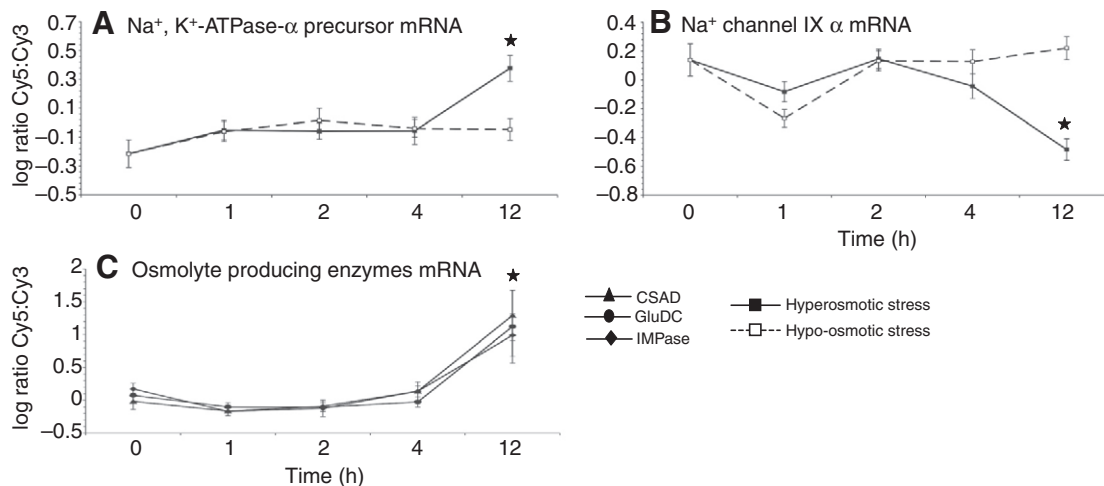 A Na⁺, K⁺-ATPase-α precursor mRNA
log ratio Cy5:Cy3
0.7
0.5
0.3
0.1
–0.1
–0.3
–0.5
0 1 2 4 12
B Na⁺ channel IX α mRNA
0.4
0.2
0
–0.2
–0.4
–0.6
–0.8
0 1 2 4 12
Time (h)
C Osmolyte producing enzymes mRNA
log ratio Cy5:Cy3
2
1.5
1
0.5
0
–0.5
0 1 2 4 12
Time (h)
CSAD
GluDC
IMPase
Hyperosmotic stress
Hypo-osmotic stress